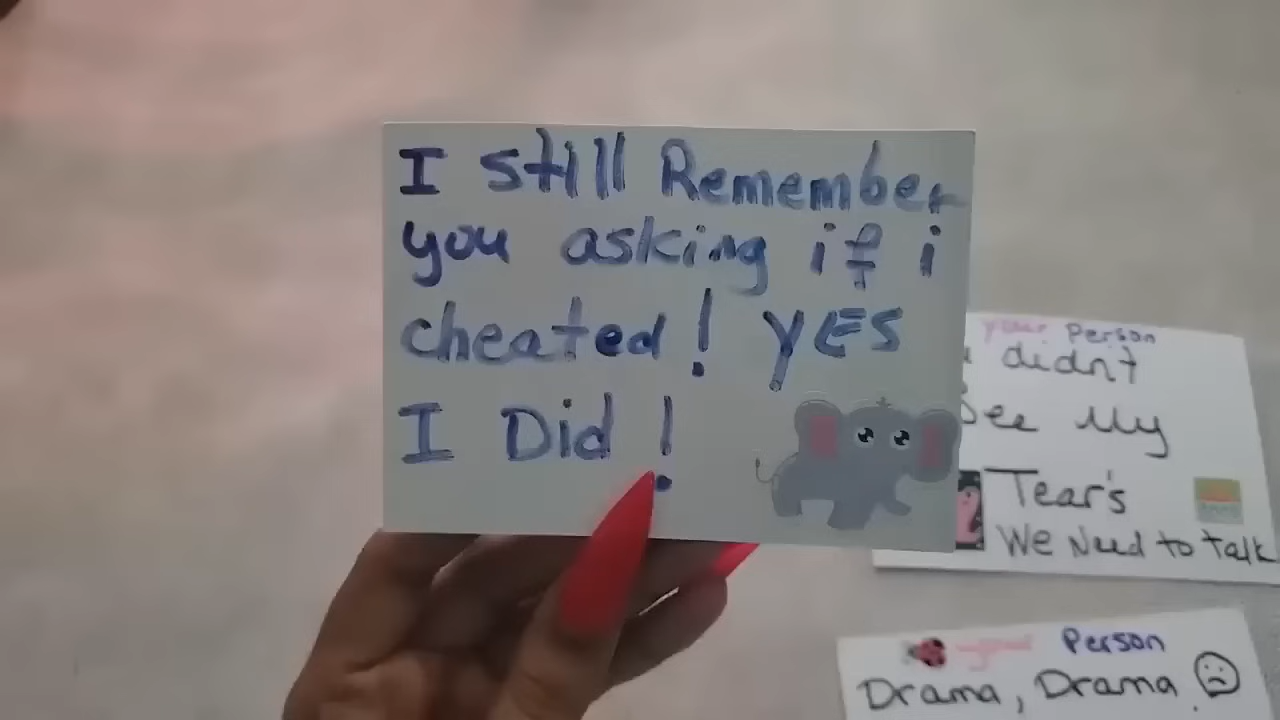 I still Remember
you asking if i
cheated! YES
I Did!
your Person
didn't
See My
Tear's
We Need to talk
Person
Drama, Drama